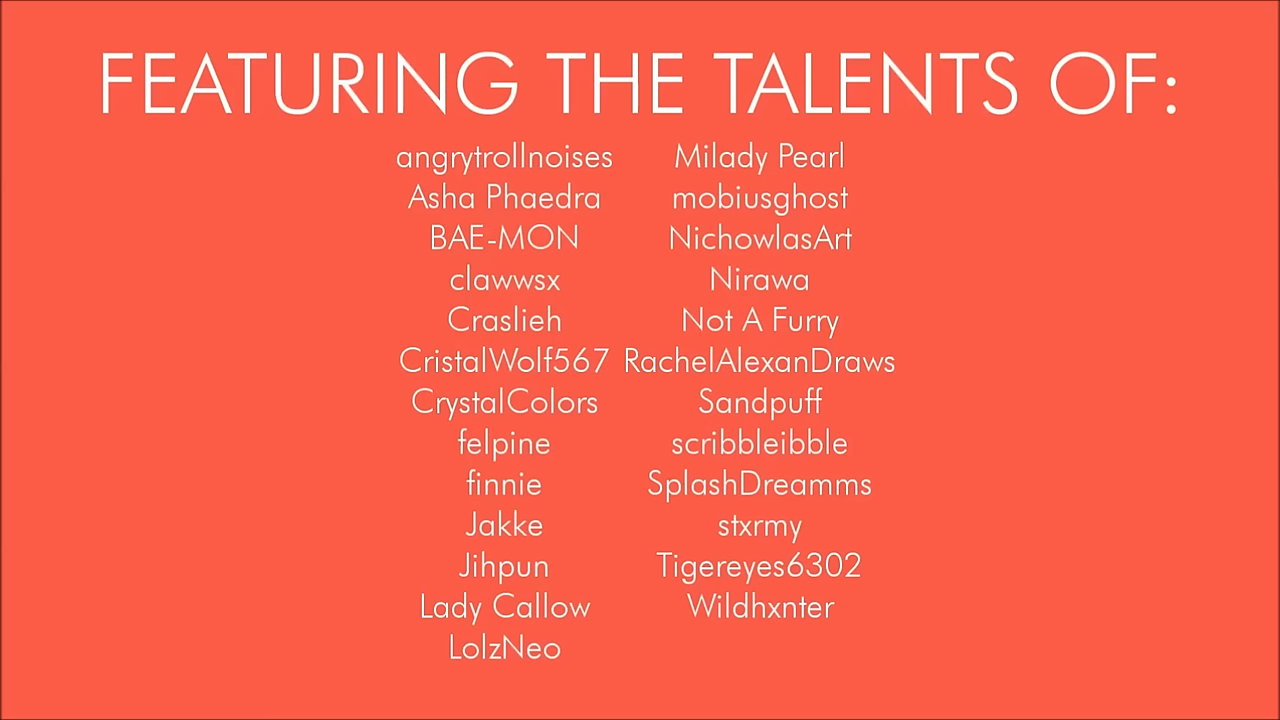 FEATURING THE TALENTS OF:
angrytrollnoises
Asha Phaedra
BAE-MON
clawwsx
Craslieh
CristalWolf567
CrystalColors
felpine
finnie
Jakke
Jihpun
Lady Callow
LolzNeo
Milady Pearl
mobiusghost
NichowlasArt
Nirawa
Not A Furry
RachelAlexanDraws
Sandpuff
scribbleibble
SplashDreamms
stxrmy
Tigereyes6302
Wildhxnter